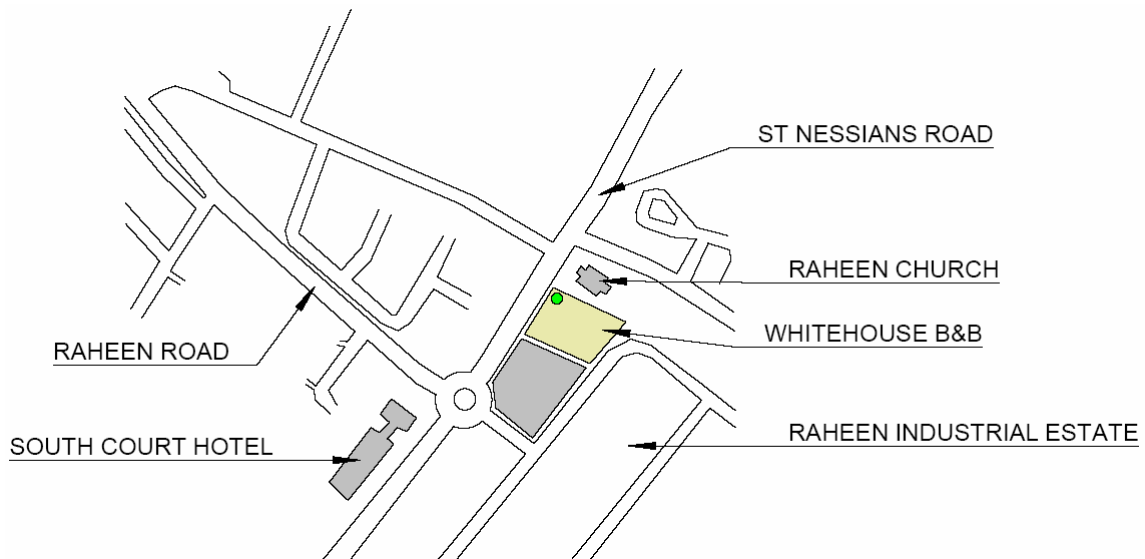 ST NESSIANS ROAD
RAHEEN CHURCH
WHITEHOUSE B&B
RAHEEN ROAD
RAHEEN INDUSTRIAL ESTATE
SOUTH COURT HOTEL